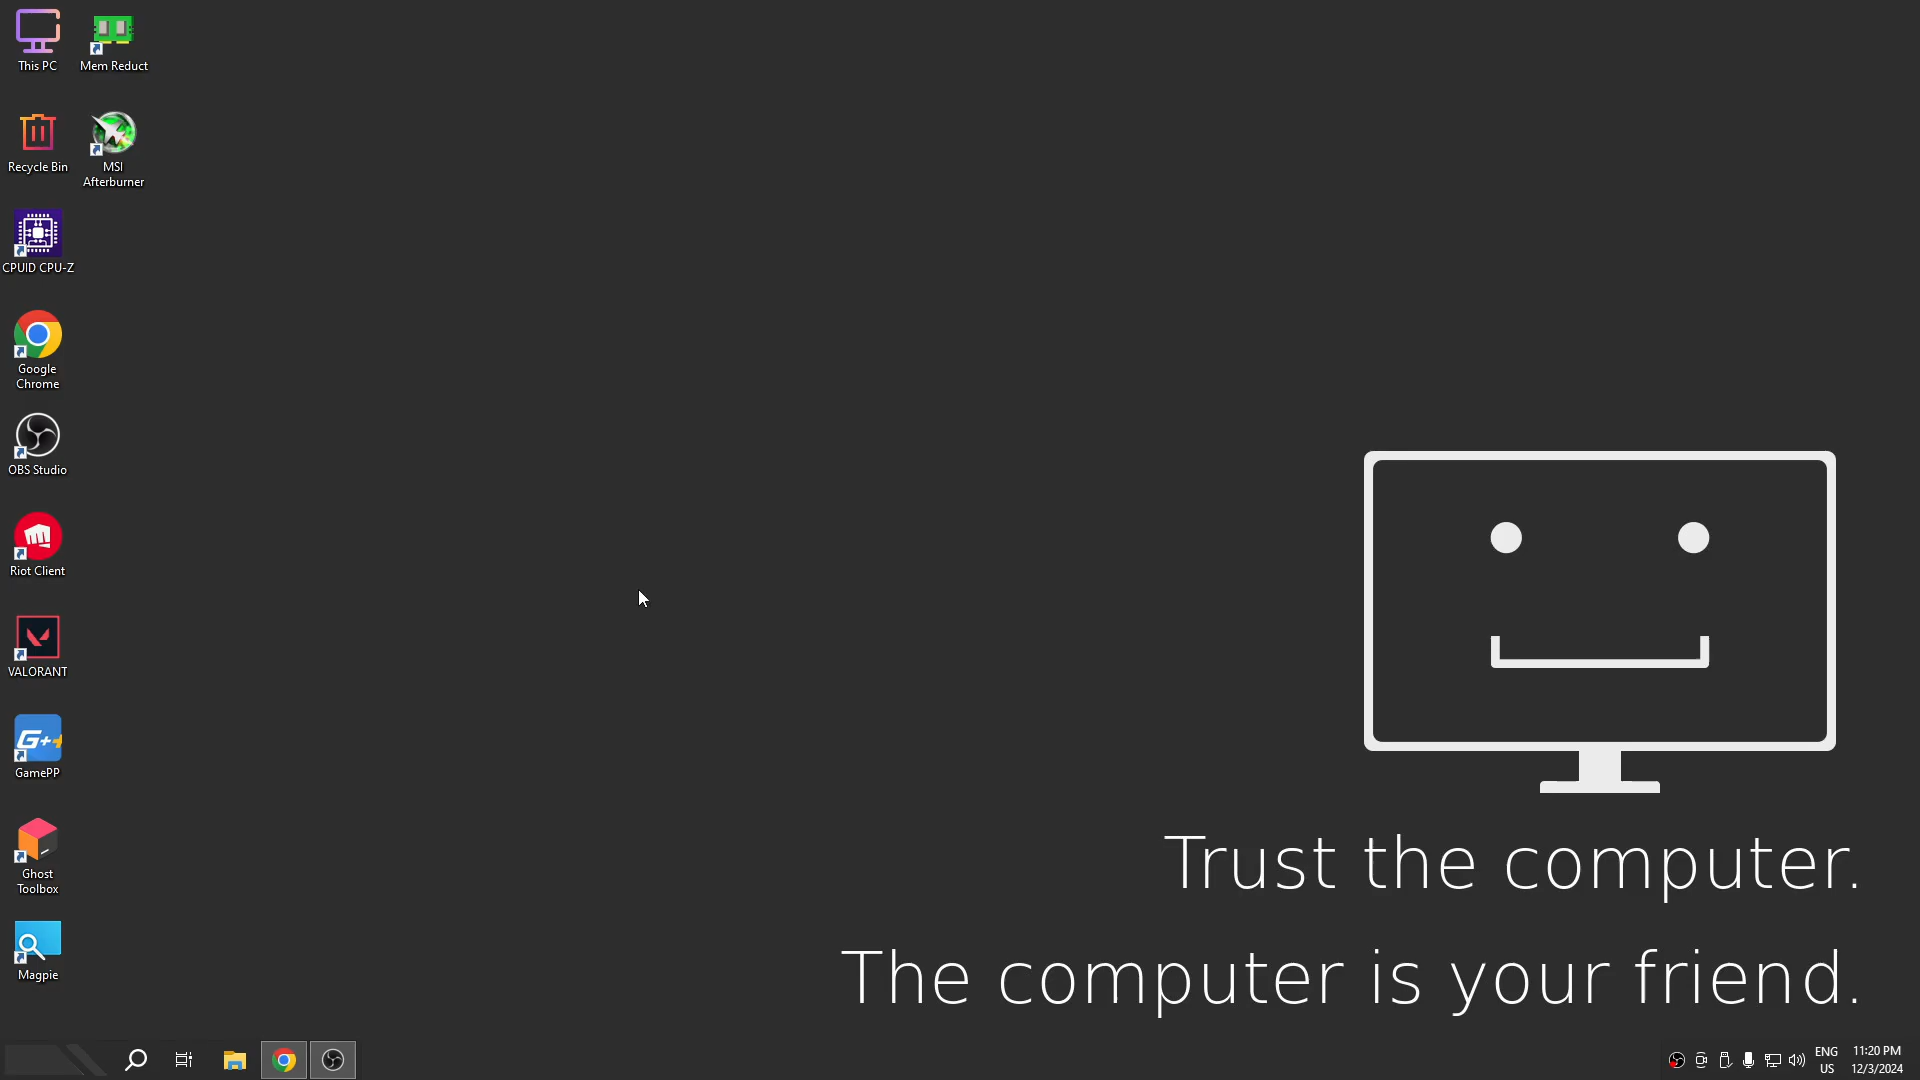 This PC
Mem Reduct
Recycle Bin
MSI
Afterburner
CPUID CPU-Z
Google
Chrome
OBS Studio
Riot Client
VALORANT
G++
GamePP
Ghost
Toolbox
Magpie
Trust the computer.
The computer is your friend.
ENG
US
11:20 PM
12/3/2024